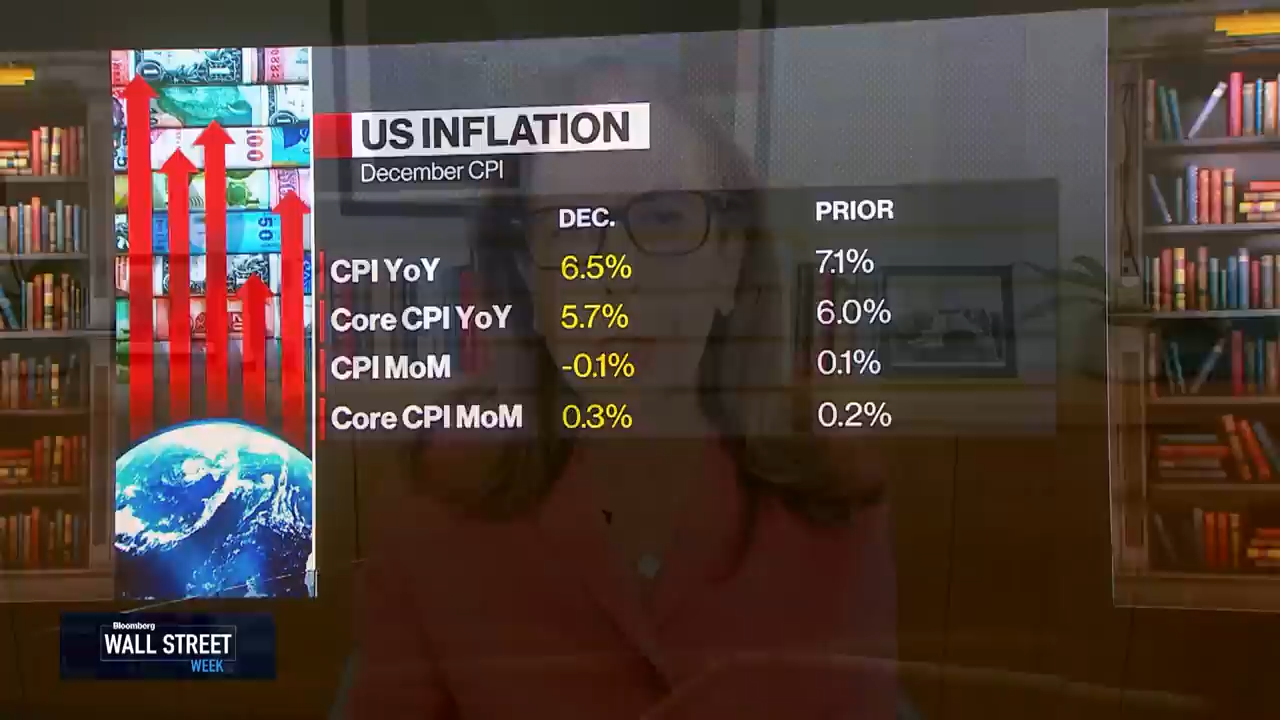 US INFLATION
December CPI
DEC. PRIOR
CPI YoY 6.5% 7.1%
Core CPI YoY 5.7% 6.0%
CPI MoM -0.1% 0.1%
Core CPI MoM 0.3% 0.2%
Bloomberg
WALL STREET
WEEK